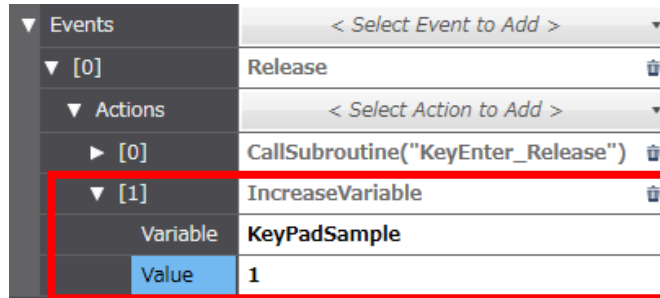 ▼ Events < Select Event to Add >
▼ [0] Release
▼ Actions < Select Action to Add >
► [0] CallSubroutine("KeyEnter_Release")
▼ [1] IncreaseVariable
Variable KeyPadSample
Value 1